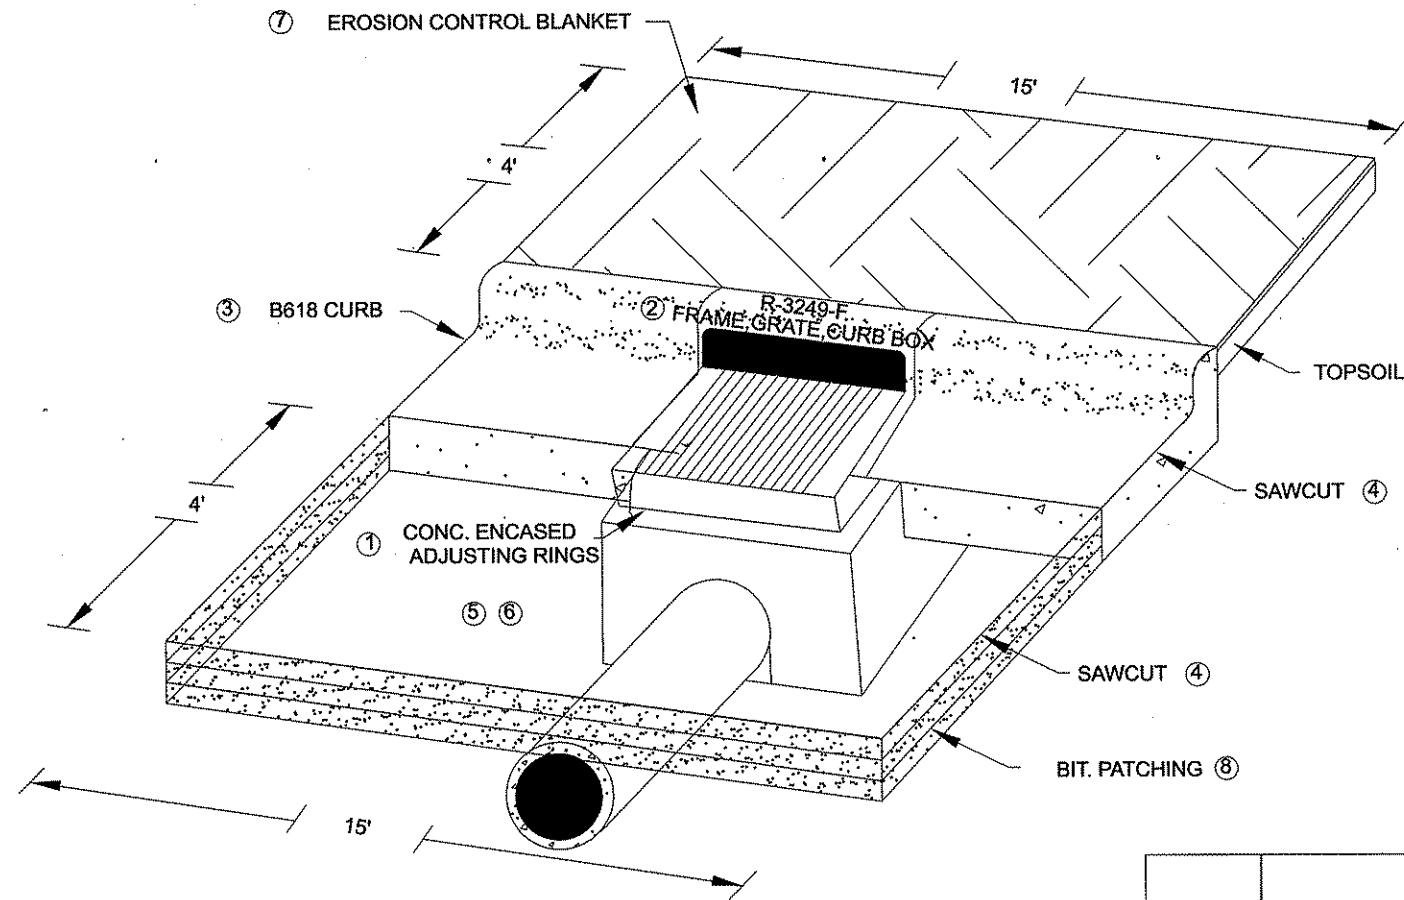 ⑦ EROSION CONTROL BLANKET
15'
4'
③ B618 CURB
R-3249-F
② FRAME,GRATE,CURB BOX
TOPSOIL
SAWCUT ④
4'
① CONC. ENCASED
ADJUSTING RINGS
⑤ ⑥
SAWCUT ④
BIT. PATCHING ⑧
15'